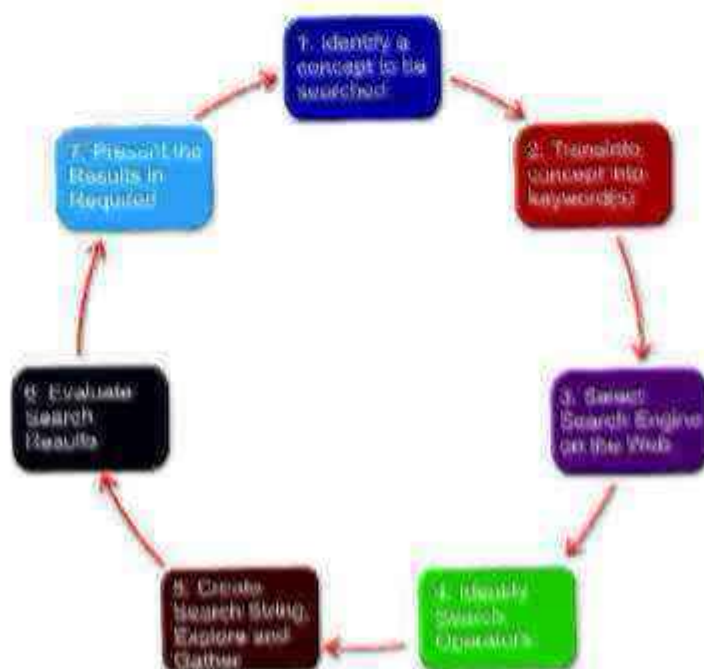 1. Identify a
concept to be
searched.
2. Translate
concept into
keyword(s)
3. Select
Search Engine
on the Web
4. Identify
Search
Operators
5. Create
Search String,
Explore and
Gather
6. Evaluate
Search
Results
7. Present the
Results in
Required